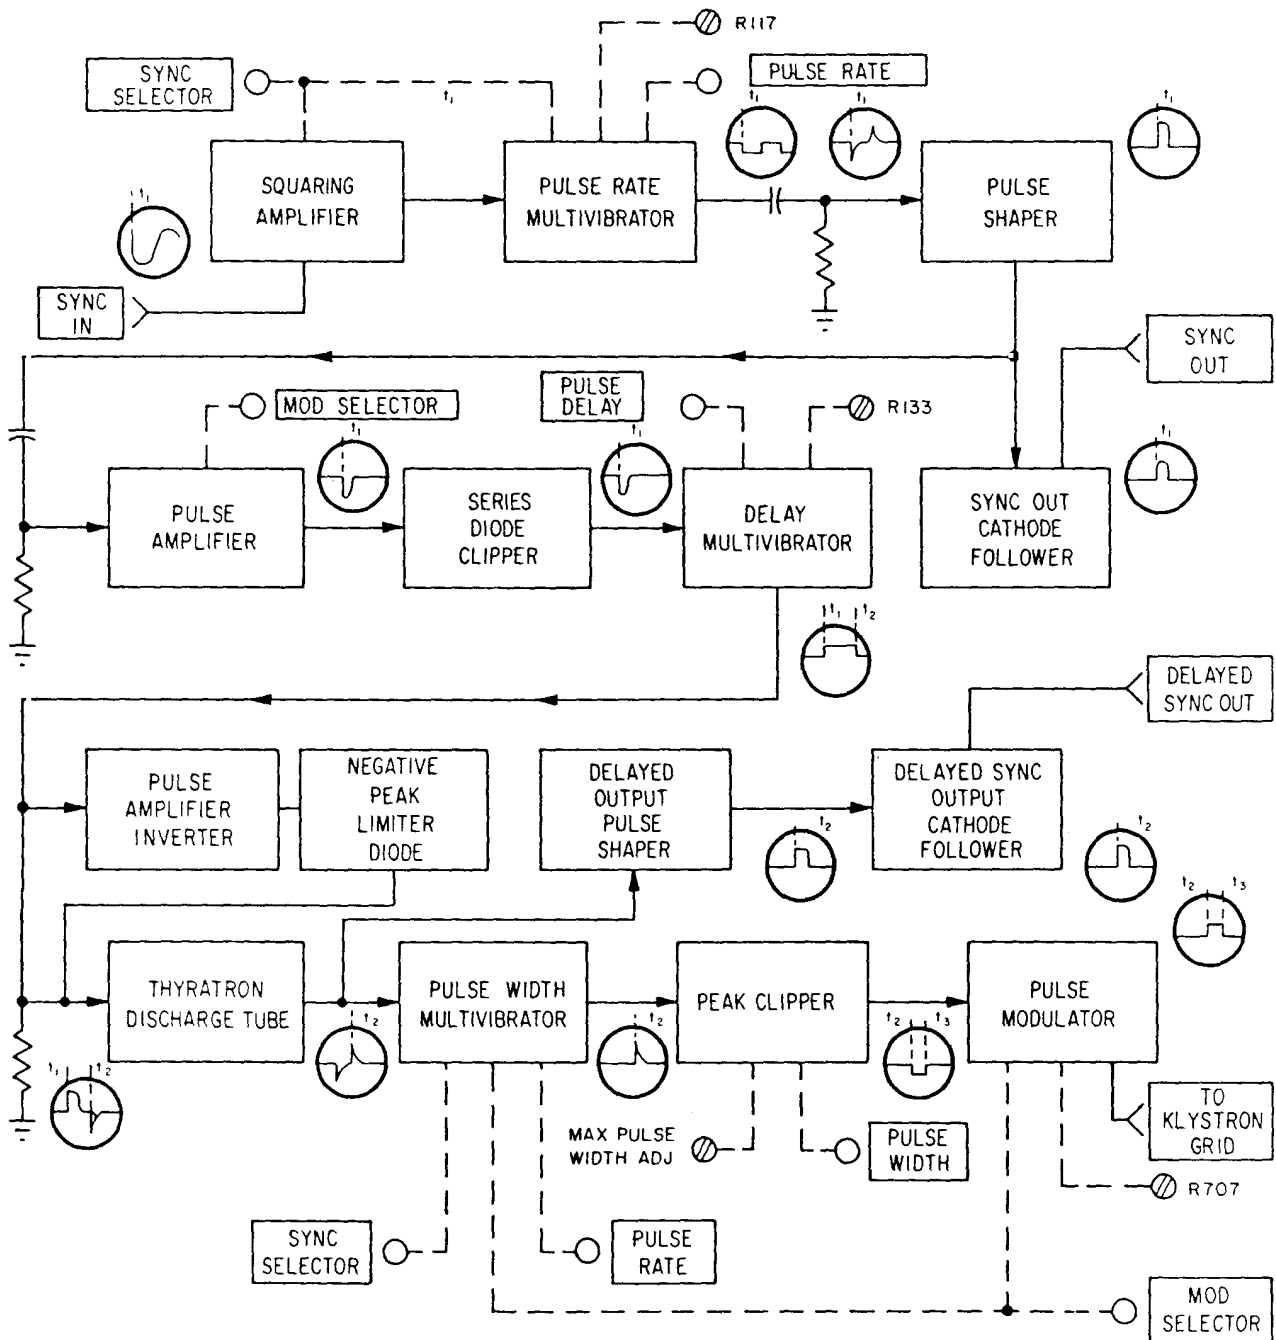 R117
SYNC
SELECTOR
t₁
PULSE RATE
t₁
t₁
t₁
SQUARING
AMPLIFIER
PULSE RATE
MULTIVIBRATOR
PULSE
SHAPER
t₁
SYNC
IN
SYNC
OUT
MOD SELECTOR
t₁
PULSE
DELAY
t₁
R133
t₁
PULSE
AMPLIFIER
SERIES
DIODE
CLIPPER
DELAY
MULTIVIBRATOR
SYNC OUT
CATHODE
FOLLOWER
t₁ t₂
DELAYED
SYNC OUT
PULSE
AMPLIFIER
INVERTER
NEGATIVE
PEAK
LIMITER
DIODE
DELAYED
OUTPUT
PULSE
SHAPER
t₂
DELAYED SYNC
OUTPUT
CATHODE
FOLLOWER
t₂
t₂ t₃
THYRATRON
DISCHARGE TUBE
PULSE WIDTH
MULTIVIBRATOR
PEAK CLIPPER
PULSE
MODULATOR
t₁ t₂
t₂
t₂
t₂ t₃
TO
KLYSTRON
GRID
MAX PULSE
WIDTH ADJ
PULSE
WIDTH
R707
SYNC
SELECTOR
PULSE
RATE
MOD
SELECTOR